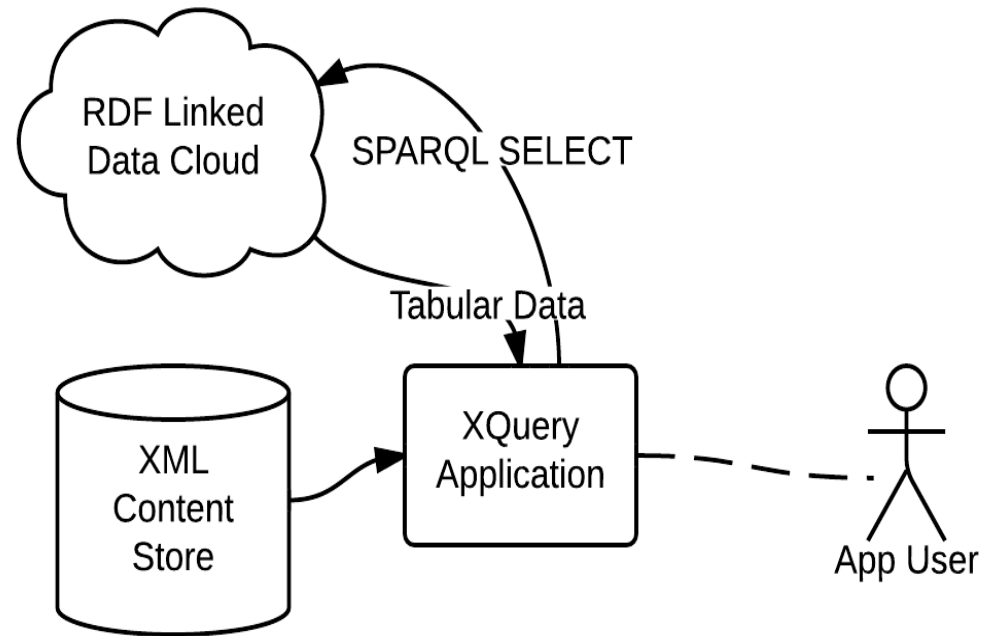 RDF Linked
Data Cloud
SPARQL SELECT
Tabular Data
XML
Content
Store
XQuery
Application
App User